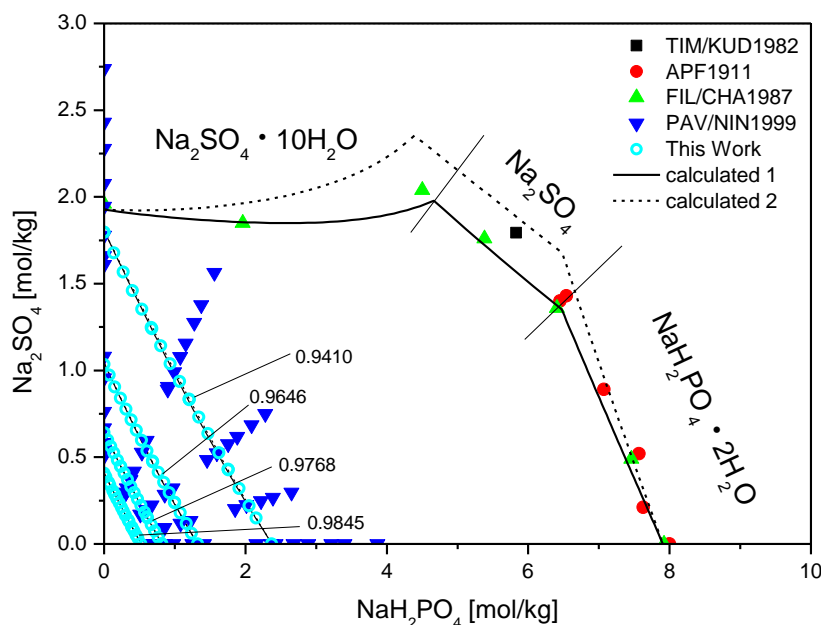 3.0
2.5
2.0
1.5
1.0
0.5
0.0
Na₂SO₄ [mol/kg]
TIM/KUD1982
APF1911
FIL/CHA1987
PAV/NIN1999
This Work
calculated 1
calculated 2
Na₂SO₄ • 10H₂O
Na₂SO₄
NaH₂PO₄ • 2H₂O
0.9410
0.9646
0.9768
0.9845
0
2
4
6
8
10
NaH₂PO₄ [mol/kg]